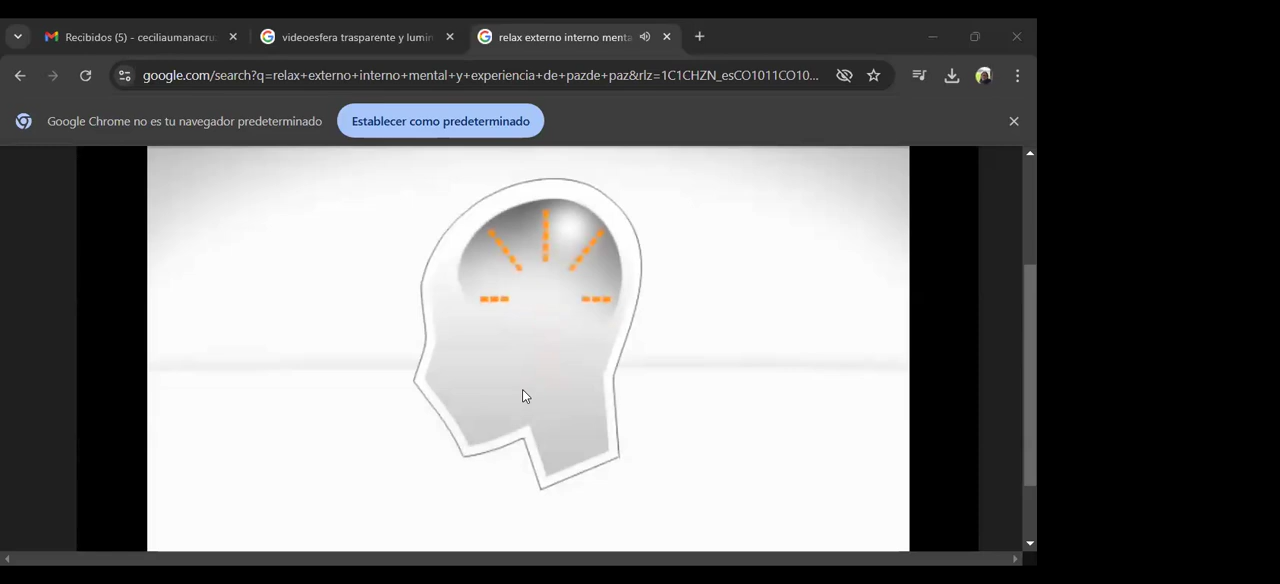 Recibidos (5) - ceciliaumanacru
videoesfera trasparente y lumin
relax externo interno menta
google.com/search?q=relax+externo+interno+mental+y+experiencia+de+pazde+paz&rlz=1C1CHZN_esCO1011CO10...
Google Chrome no es tu navegador predeterminado
Establecer como predeterminado